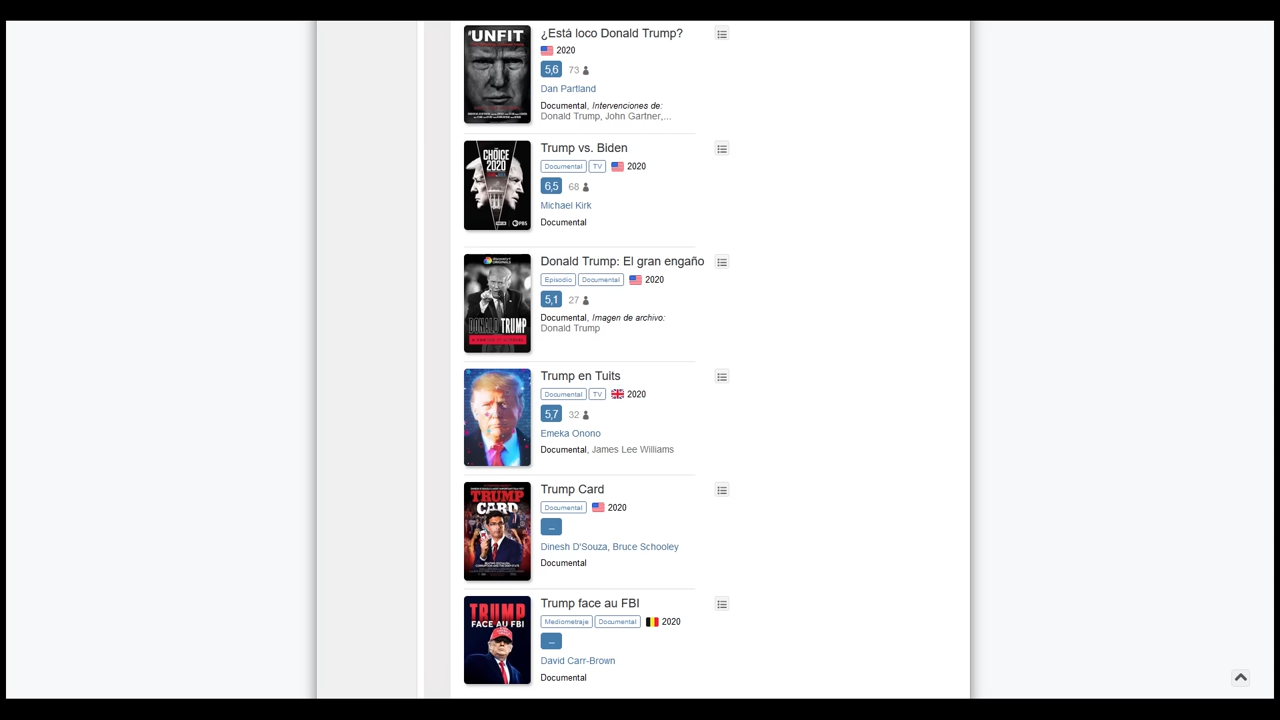 #UNFIT
¿Está loco Donald Trump?
2020
5,6 73
Dan Partland
Documental, Intervenciones de:
Donald Trump, John Gartner,...
THE
CHOICE
2020
PBS
Trump vs. Biden
Documental TV 2020
6,5 68
Michael Kirk
Documental
DONALD TRUMP
Donald Trump: El gran engaño
Episodio Documental 2020
5,1 27
Documental, Imagen de archivo:
Donald Trump
Trump en Tuits
Documental TV 2020
5,7 32
Emeka Onono
Documental, James Lee Williams
TRUMP
CARD
Trump Card
Documental 2020
--
Dinesh D'Souza, Bruce Schooley
Documental
TRUMP
FACE AU FBI
Trump face au FBI
Mediometraje Documental 2020
--
David Carr-Brown
Documental